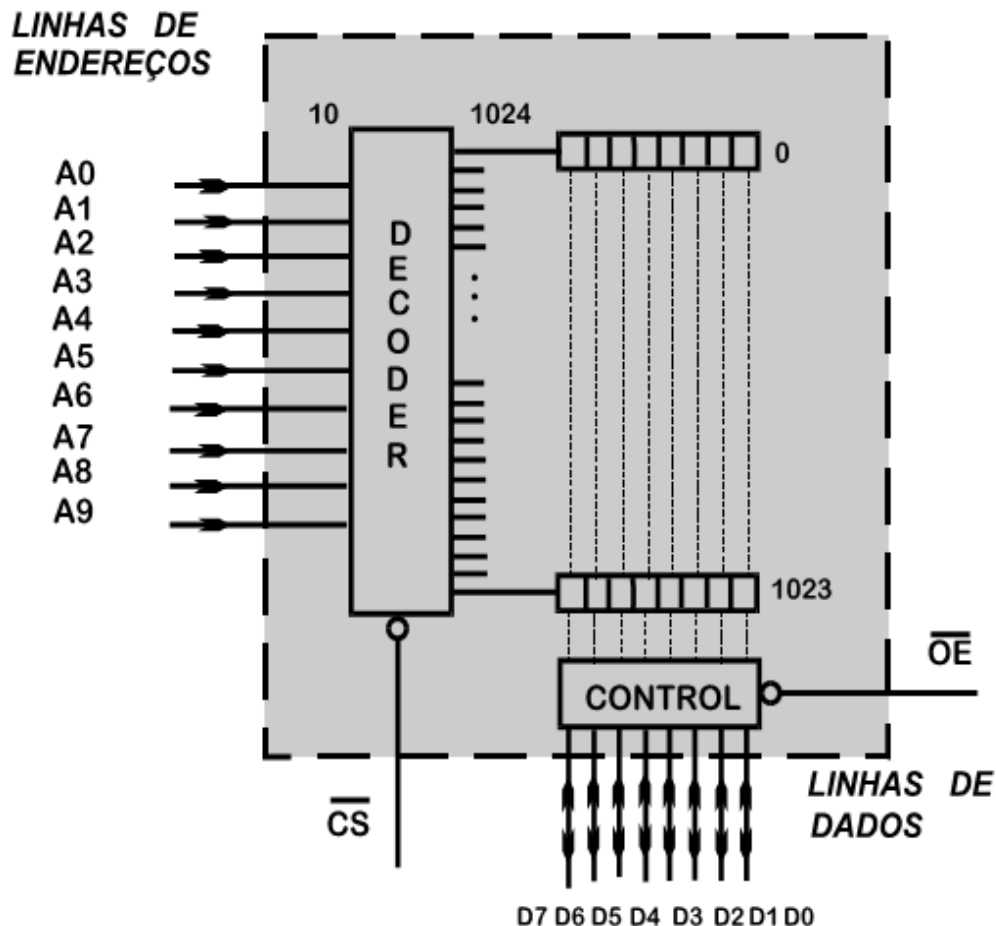 LINHAS DE
ENDEREÇOS
10
1024
0
A0
A1
A2
A3
A4
A5
A6
A7
A8
A9
DECODER
1023
OE
CONTROL
CS
LINHAS DE
DADOS
D7 D6 D5 D4 D3 D2 D1 D0